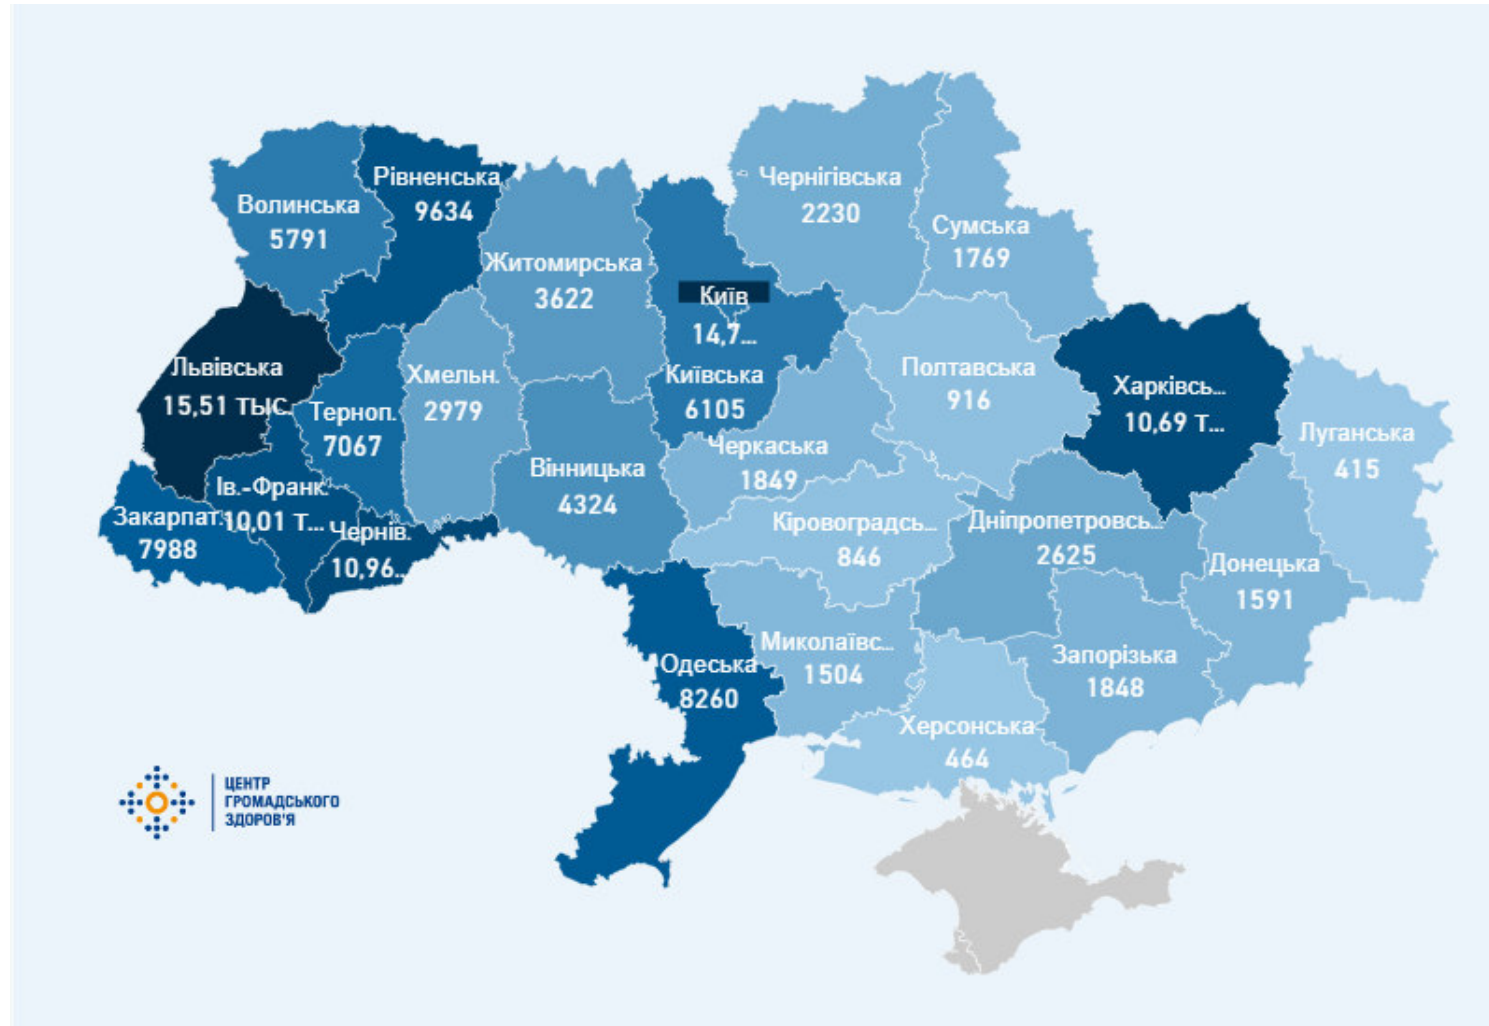 Рівненська
9634
Волинська
5791
Чернігівська
2230
Сумська
1769
Житомирська
3622
Київ
14,7...
Львівська
15,51 тыс.
Хмельн.
2979
Київська
6105
Полтавська
916
Харківсь...
10,69 т...
Терноп.
7067
Черкаська
1849
Луганська
415
Вінницька
4324
Ів.-Франк.
10,01 т...
Закарпат.
7988
Чернів.
10,96...
Кіровоградсь...
846
Дніпропетровсь...
2625
Донецька
1591
Миколаївс...
1504
Запорізька
1848
Одеська
8260
Херсонська
464
ЦЕНТР
ГРОМАДСЬКОГО
ЗДОРОВ'Я